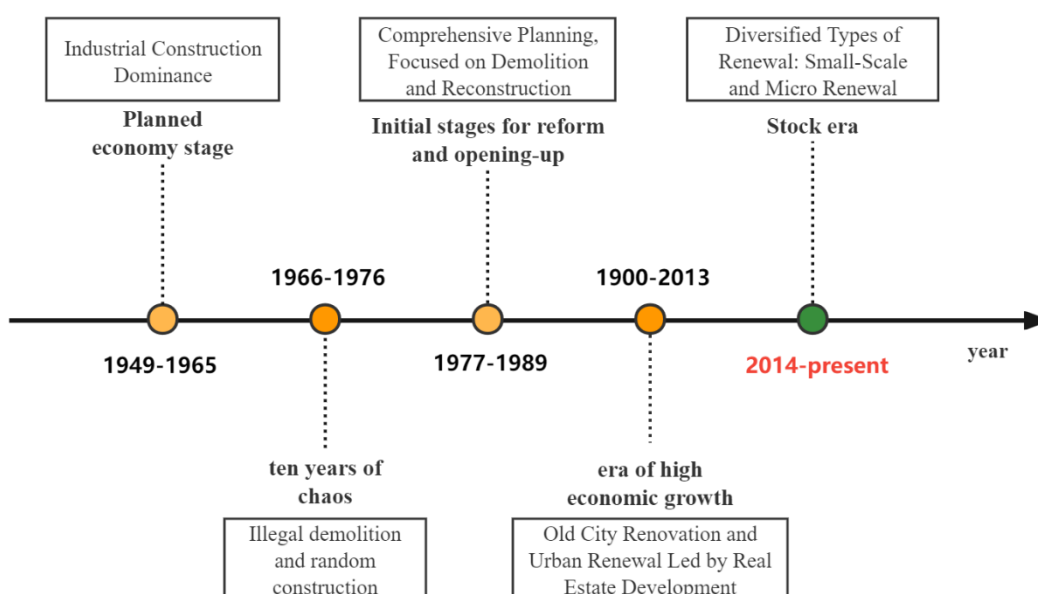 Industrial Construction
Dominance
Planned
economy stage
Comprehensive Planning,
Focused on Demolition
and Reconstruction
Initial stages for reform
and opening-up
Diversified Types of
Renewal: Small-Scale
and Micro Renewal
Stock era
1966-1976
1900-2013
1949-1965
1977-1989
2014-present
year
ten years of
chaos
Illegal demolition
and random
construction
era of high
economic growth
Old City Renovation and
Urban Renewal Led by Real
Estate Development